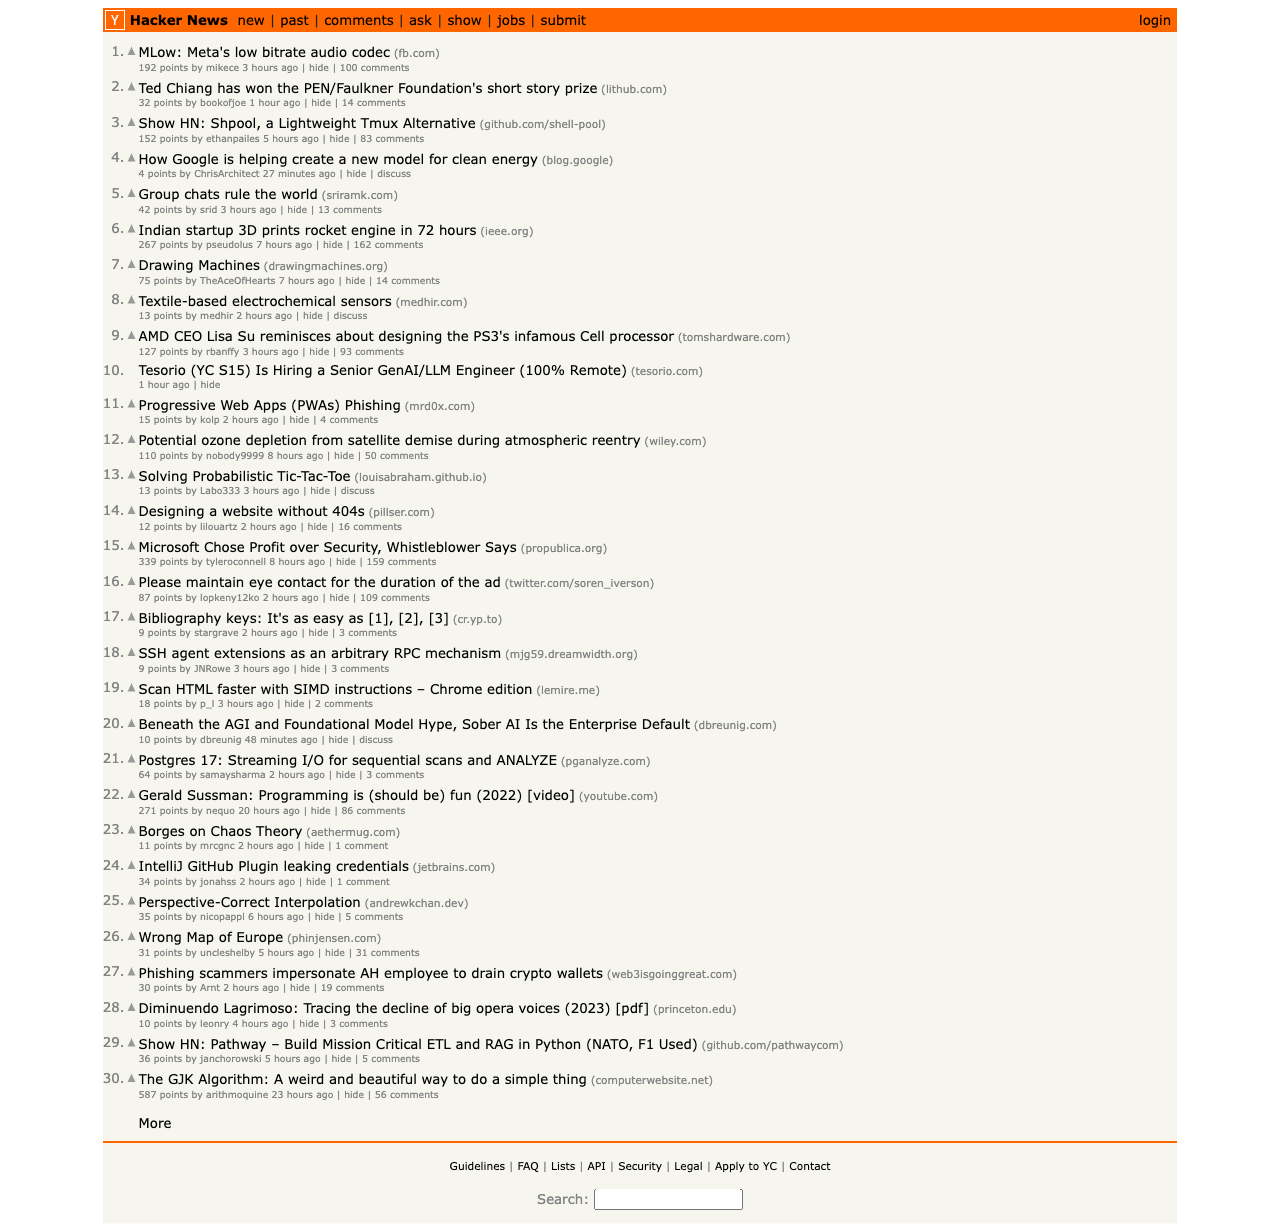 Y Hacker News new | past | comments | ask | show | jobs | submit login
1. ▲ MLow: Meta's low bitrate audio codec (fb.com)
192 points by mikece 3 hours ago | hide | 100 comments
2. ▲ Ted Chiang has won the PEN/Faulkner Foundation's short story prize (lithub.com)
32 points by bookofjoe 1 hour ago | hide | 14 comments
3. ▲ Show HN: Shpool, a Lightweight Tmux Alternative (github.com/shell-pool)
152 points by ethanpailes 5 hours ago | hide | 83 comments
4. ▲ How Google is helping create a new model for clean energy (blog.google)
4 points by ChrisArchitect 27 minutes ago | hide | discuss
5. ▲ Group chats rule the world (sriramk.com)
42 points by srid 3 hours ago | hide | 13 comments
6. ▲ Indian startup 3D prints rocket engine in 72 hours (ieee.org)
267 points by pseudolus 7 hours ago | hide | 162 comments
7. ▲ Drawing Machines (drawingmachines.org)
75 points by TheAceOfHearts 7 hours ago | hide | 14 comments
8. ▲ Textile-based electrochemical sensors (medhir.com)
13 points by medhir 2 hours ago | hide | discuss
9. ▲ AMD CEO Lisa Su reminisces about designing the PS3's infamous Cell processor (tomshardware.com)
127 points by rbanffy 3 hours ago | hide | 93 comments
10. Tesorio (YC S15) Is Hiring a Senior GenAI/LLM Engineer (100% Remote) (tesorio.com)
1 hour ago | hide
11. ▲ Progressive Web Apps (PWAs) Phishing (mrd0x.com)
15 points by kolp 2 hours ago | hide | 4 comments
12. ▲ Potential ozone depletion from satellite demise during atmospheric reentry (wiley.com)
110 points by nobody9999 8 hours ago | hide | 50 comments
13. ▲ Solving Probabilistic Tic-Tac-Toe (louisabraham.github.io)
13 points by Labo333 3 hours ago | hide | discuss
14. ▲ Designing a website without 404s (pillser.com)
12 points by lilouartz 2 hours ago | hide | 16 comments
15. ▲ Microsoft Chose Profit over Security, Whistleblower Says (propublica.org)
339 points by tyleroconnell 8 hours ago | hide | 159 comments
16. ▲ Please maintain eye contact for the duration of the ad (twitter.com/soren_iverson)
87 points by lopkeny12ko 2 hours ago | hide | 109 comments
17. ▲ Bibliography keys: It's as easy as [1], [2], [3] (cr.yp.to)
9 points by stargrave 2 hours ago | hide | 3 comments
18. ▲ SSH agent extensions as an arbitrary RPC mechanism (mjg59.dreamwidth.org)
9 points by JNRowe 3 hours ago | hide | 3 comments
19. ▲ Scan HTML faster with SIMD instructions – Chrome edition (lemire.me)
18 points by p_l 3 hours ago | hide | 2 comments
20. ▲ Beneath the AGI and Foundational Model Hype, Sober AI Is the Enterprise Default (dbreunig.com)
10 points by dbreunig 48 minutes ago | hide | discuss
21. ▲ Postgres 17: Streaming I/O for sequential scans and ANALYZE (pganalyze.com)
64 points by samaysharma 2 hours ago | hide | 3 comments
22. ▲ Gerald Sussman: Programming is (should be) fun (2022) [video] (youtube.com)
271 points by nequo 20 hours ago | hide | 86 comments
23. ▲ Borges on Chaos Theory (aethermug.com)
11 points by mrcgnc 2 hours ago | hide | 1 comment
24. ▲ IntelliJ GitHub Plugin leaking credentials (jetbrains.com)
34 points by jonahss 2 hours ago | hide | 1 comment
25. ▲ Perspective-Correct Interpolation (andrewkchan.dev)
35 points by nicopappl 6 hours ago | hide | 5 comments
26. ▲ Wrong Map of Europe (phinjensen.com)
31 points by uncleshelby 5 hours ago | hide | 31 comments
27. ▲ Phishing scammers impersonate AH employee to drain crypto wallets (web3isgoinggreat.com)
30 points by Arnt 2 hours ago | hide | 19 comments
28. ▲ Diminuendo Lagrimoso: Tracing the decline of big opera voices (2023) [pdf] (princeton.edu)
10 points by leonry 4 hours ago | hide | 3 comments
29. ▲ Show HN: Pathway – Build Mission Critical ETL and RAG in Python (NATO, F1 Used) (github.com/pathwaycom)
36 points by janchorowski 5 hours ago | hide | 5 comments
30. ▲ The GJK Algorithm: A weird and beautiful way to do a simple thing (computerwebsite.net)
587 points by arithmoquine 23 hours ago | hide | 56 comments
More
Guidelines | FAQ | Lists | API | Security | Legal | Apply to YC | Contact
Search: